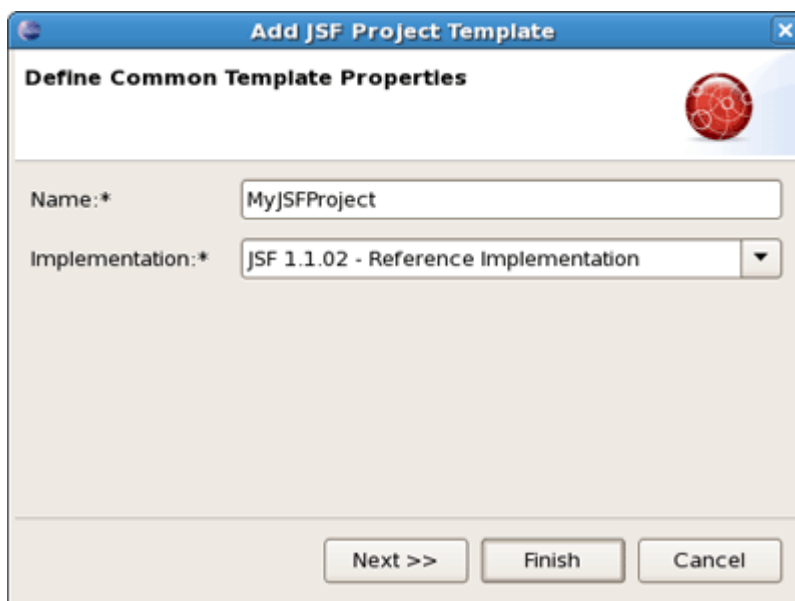 Add JSF Project Template
Define Common Template Properties
Name:* MyJSFProject
Implementation:* JSF 1.1.02 - Reference Implementation
Next >> Finish Cancel